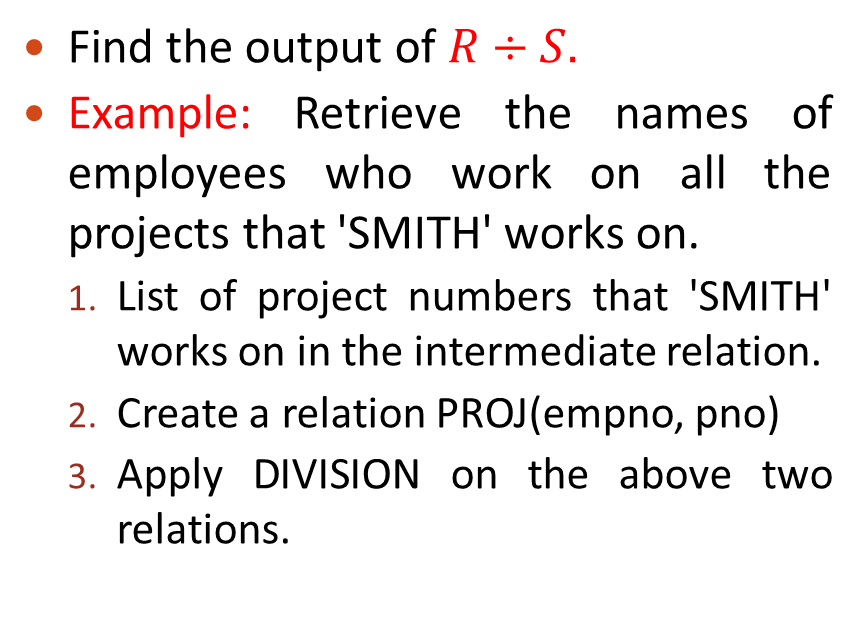 • Find the output of R ÷ S.
• Example: Retrieve the names of
employees who work on all the
projects that 'SMITH' works on.
1. List of project numbers that 'SMITH'
works on in the intermediate relation.
2. Create a relation PROJ(empno, pno)
3. Apply DIVISION on the above two
relations.